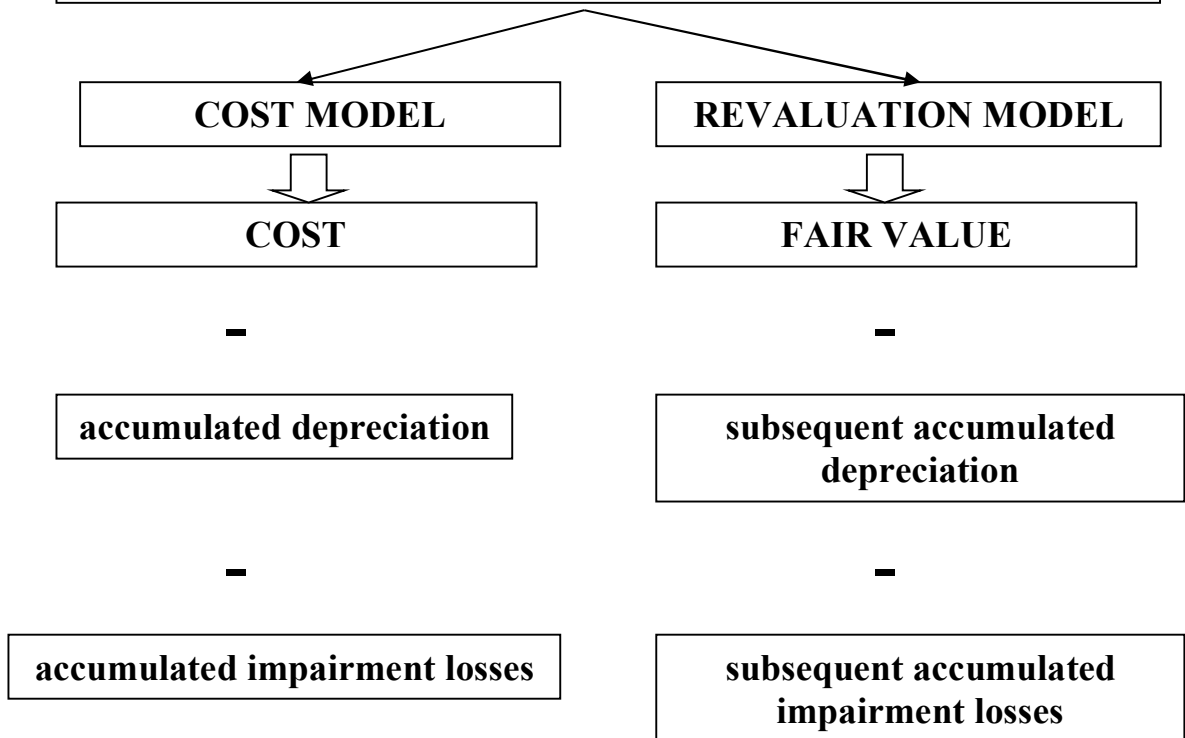 COST MODEL
REVALUATION MODEL
COST
FAIR VALUE
-
-
accumulated depreciation
subsequent accumulated
depreciation
-
-
accumulated impairment losses
subsequent accumulated
impairment losses